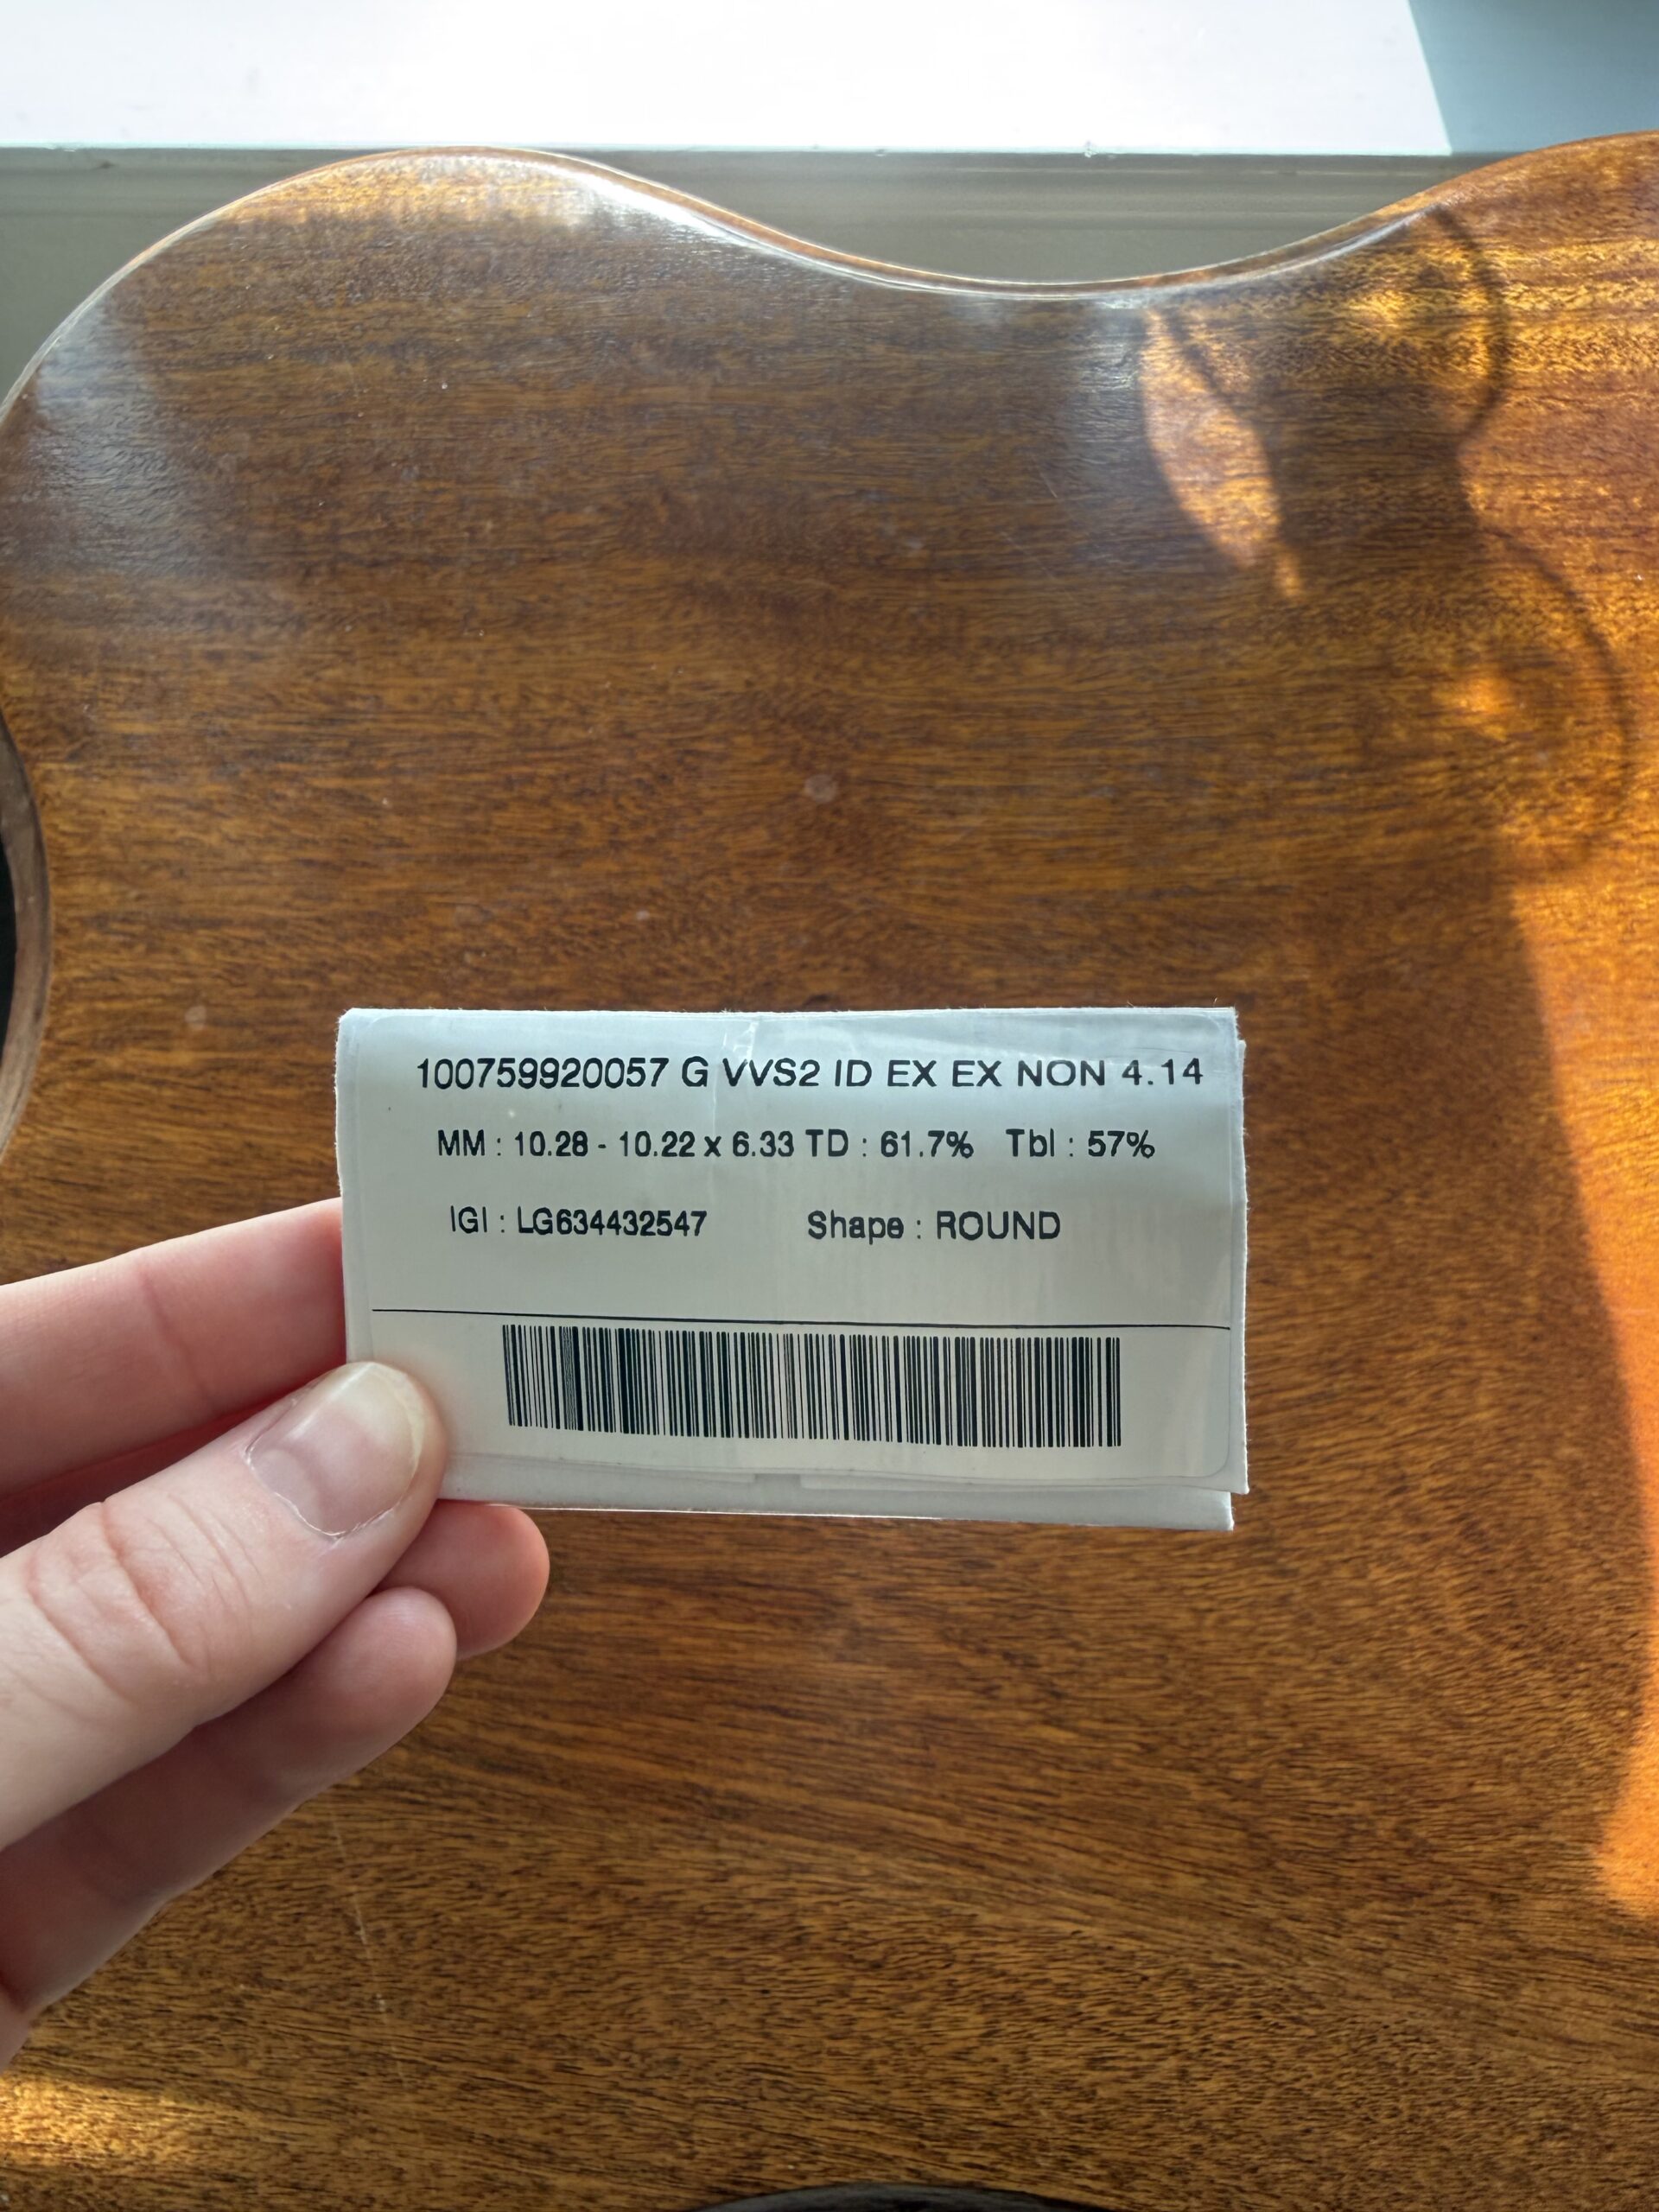 100759920057 G VVS2 ID EX EX NON 4.14
MM : 10.28 - 10.22 x 6.33 TD : 61.7% Tbl : 57%
IGI : LG634432547 Shape : ROUND